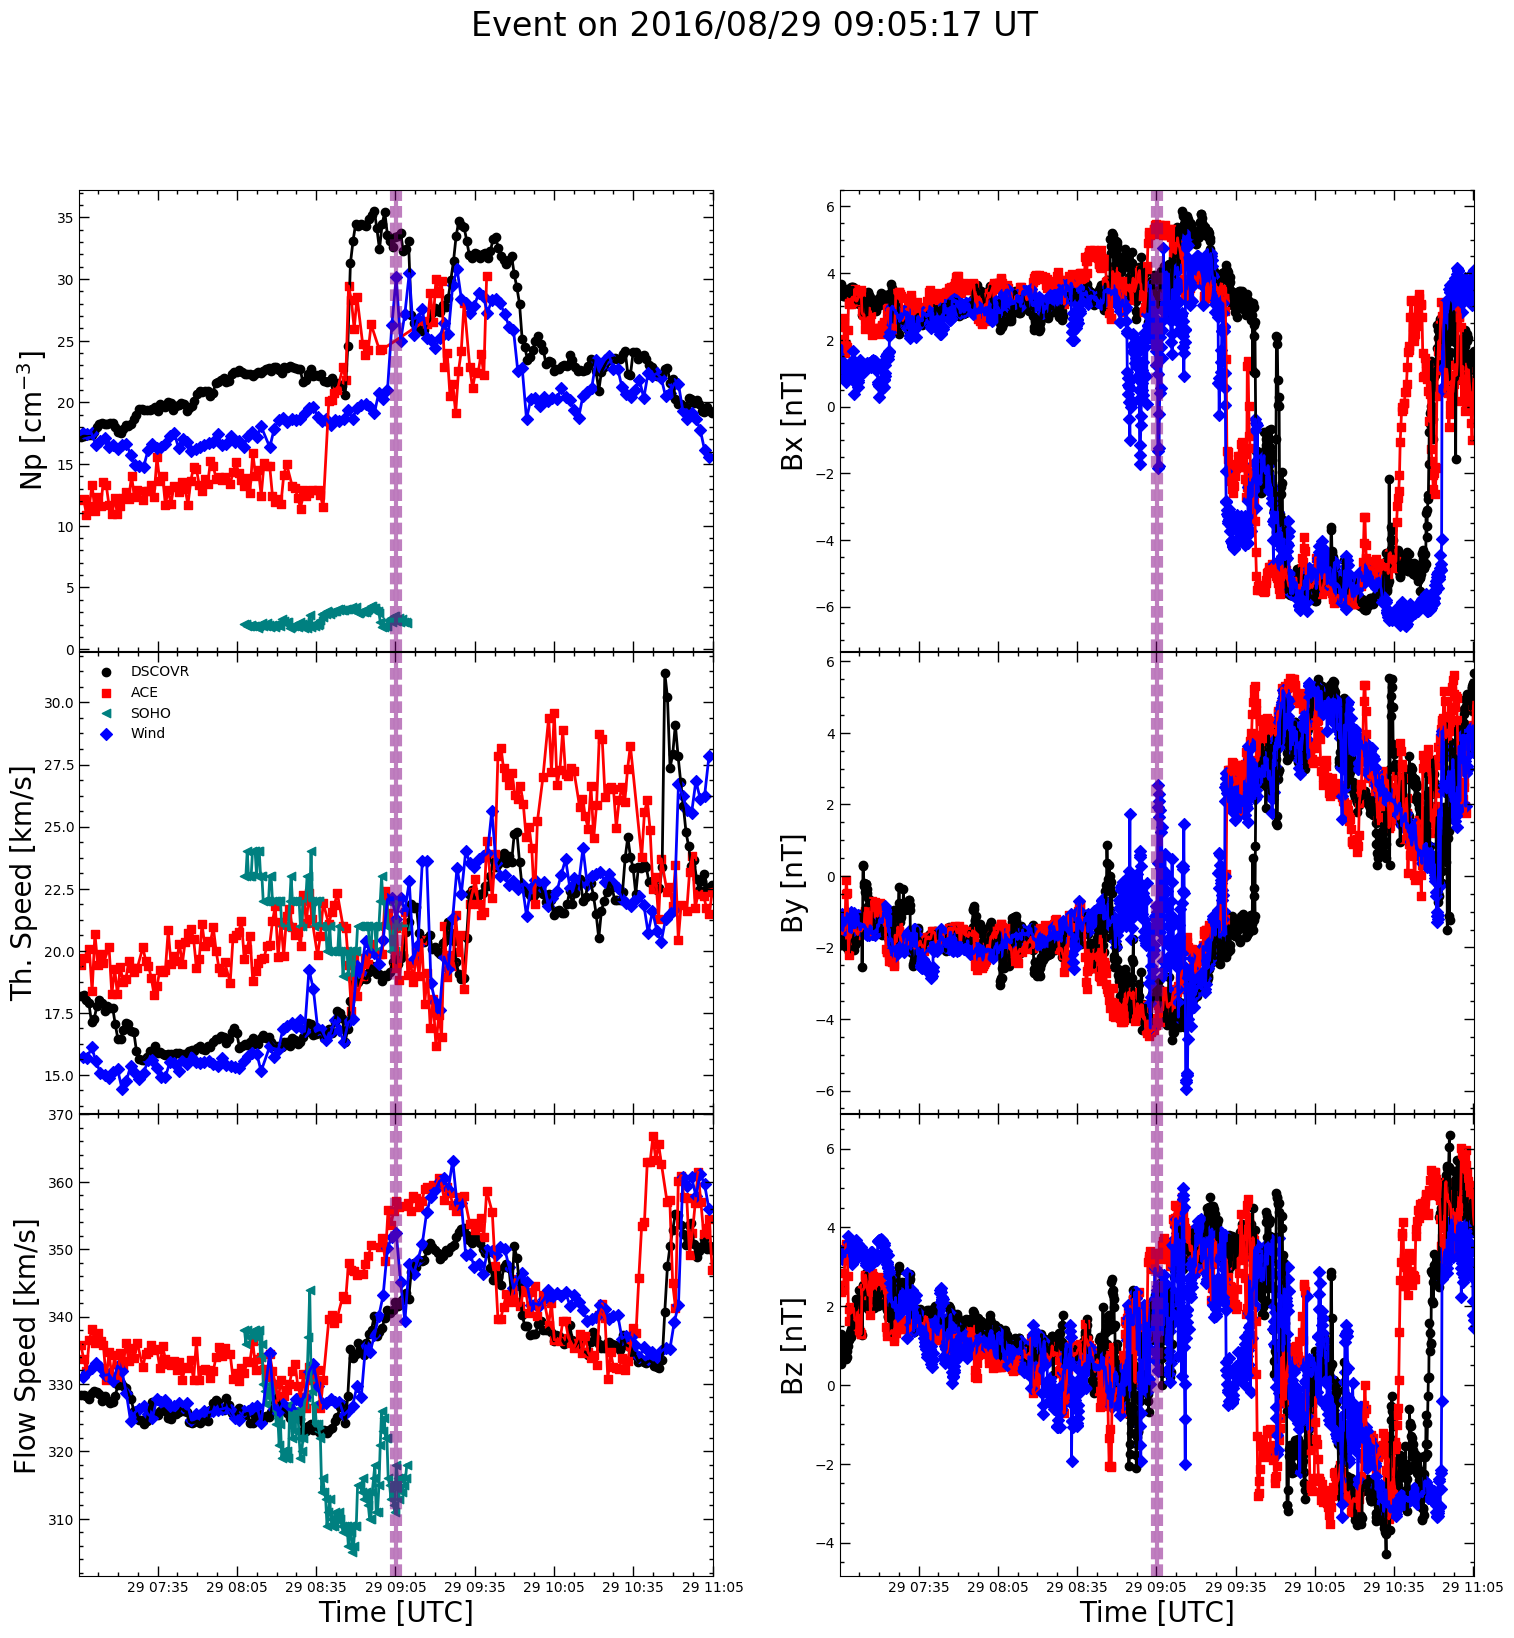 Event on 2016/08/29 09:05:17 UT
Np [cm⁻³]
35
30
25
20
15
10
5
0
Bx [nT]
6
4
2
0
−2
−4
−6
Th. Speed [km/s]
30.0
27.5
25.0
22.5
20.0
17.5
15.0
DSCOVR
ACE
SOHO
Wind
By [nT]
6
4
2
0
−2
−4
−6
Flow Speed [km/s]
370
360
350
340
330
320
310
Bz [nT]
6
4
2
0
−2
−4
29 07:35 29 08:05 29 08:35 29 09:05 29 09:35 29 10:05 29 10:35 29 11:05
Time [UTC]
29 07:35 29 08:05 29 08:35 29 09:05 29 09:35 29 10:05 29 10:35 29 11:05
Time [UTC]